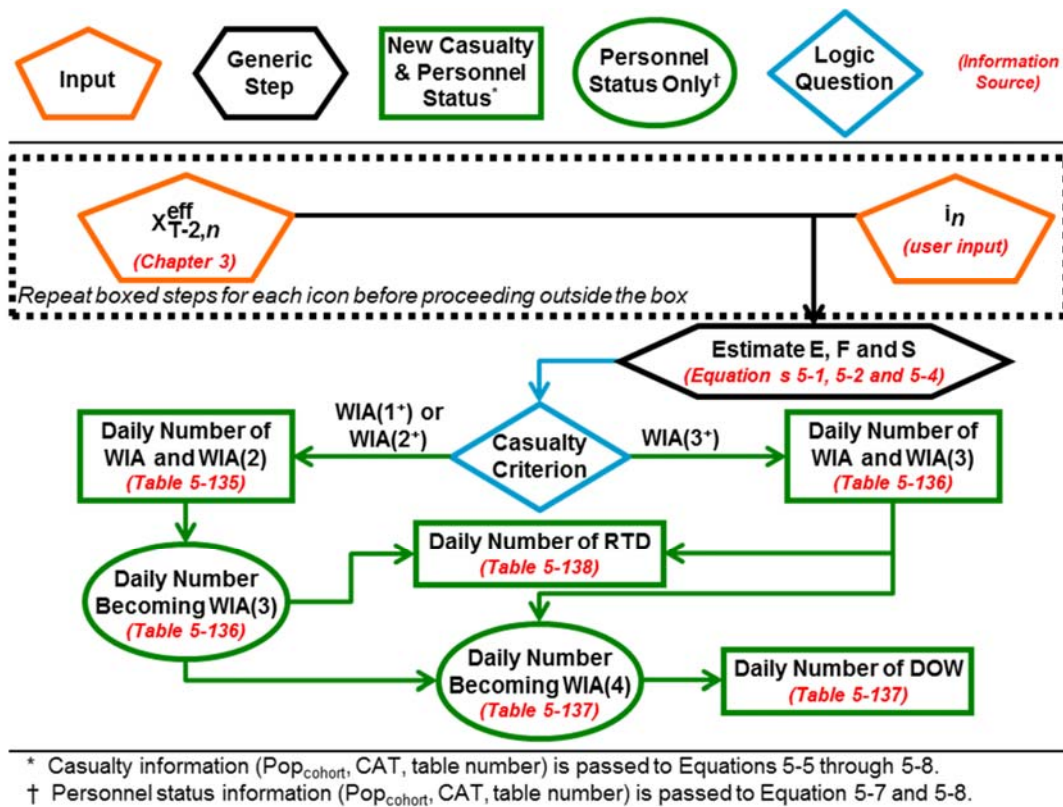 Input
Generic
Step
New Casualty
& Personnel
Status*
Personnel
Status Only†
Logic
Question
(Information
Source)
X^eff_T-2,n
(Chapter 3)
i_n
(user input)
Repeat boxed steps for each icon before proceeding outside the box
Estimate E, F and S
(Equation s 5-1, 5-2 and 5-4)
WIA(1⁺) or
WIA(2⁺)
Casualty
Criterion
WIA(3⁺)
Daily Number of
WIA and WIA(2)
(Table 5-135)
Daily Number of
WIA and WIA(3)
(Table 5-136)
Daily Number of RTD
(Table 5-138)
Daily Number
Becoming WIA(3)
(Table 5-136)
Daily Number
Becoming WIA(4)
(Table 5-137)
Daily Number of DOW
(Table 5-137)
* Casualty information (Pop_cohort, CAT, table number) is passed to Equations 5-5 through 5-8.
† Personnel status information (Pop_cohort, CAT, table number) is passed to Equation 5-7 and 5-8.